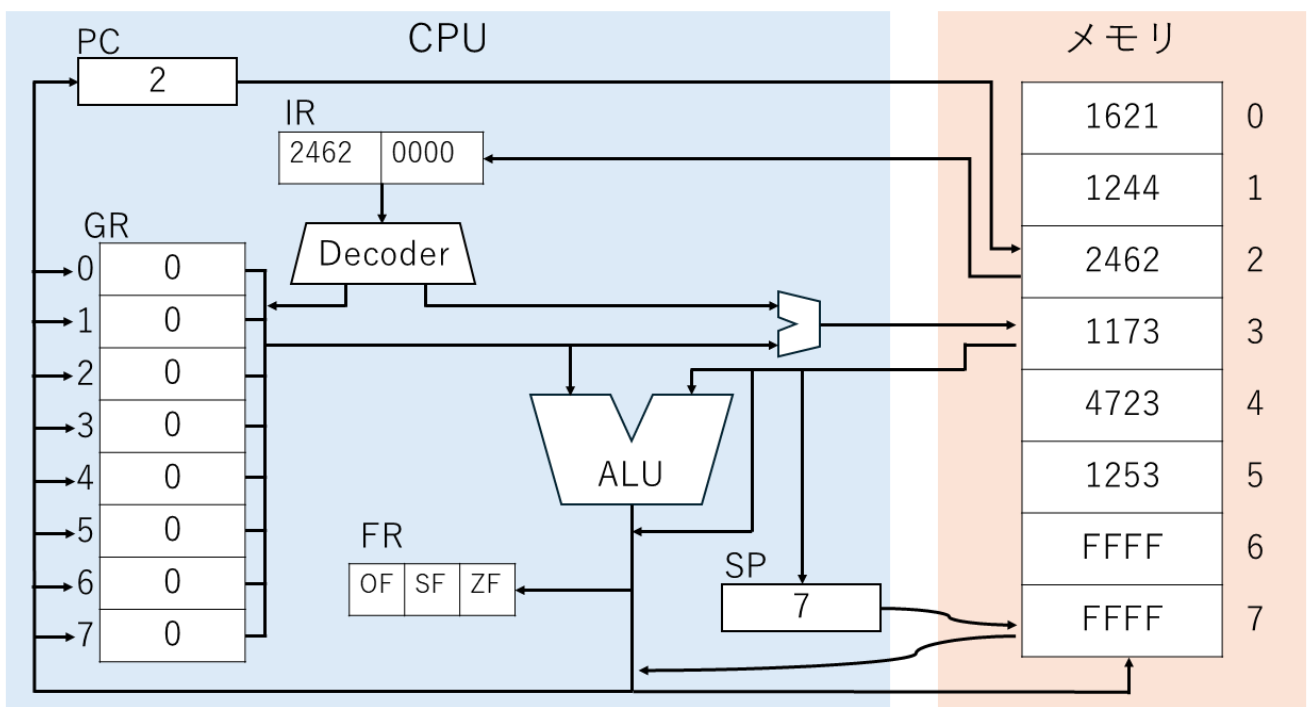 CPU
メモリ
PC
2
IR
2462 0000
Decoder
GR
0 0
1 0
2 0
3 0
4 0
5 0
6 0
7 0
ALU
FR
OF SF ZF
SP
7
1621 0
1244 1
2462 2
1173 3
4723 4
1253 5
FFFF 6
FFFF 7